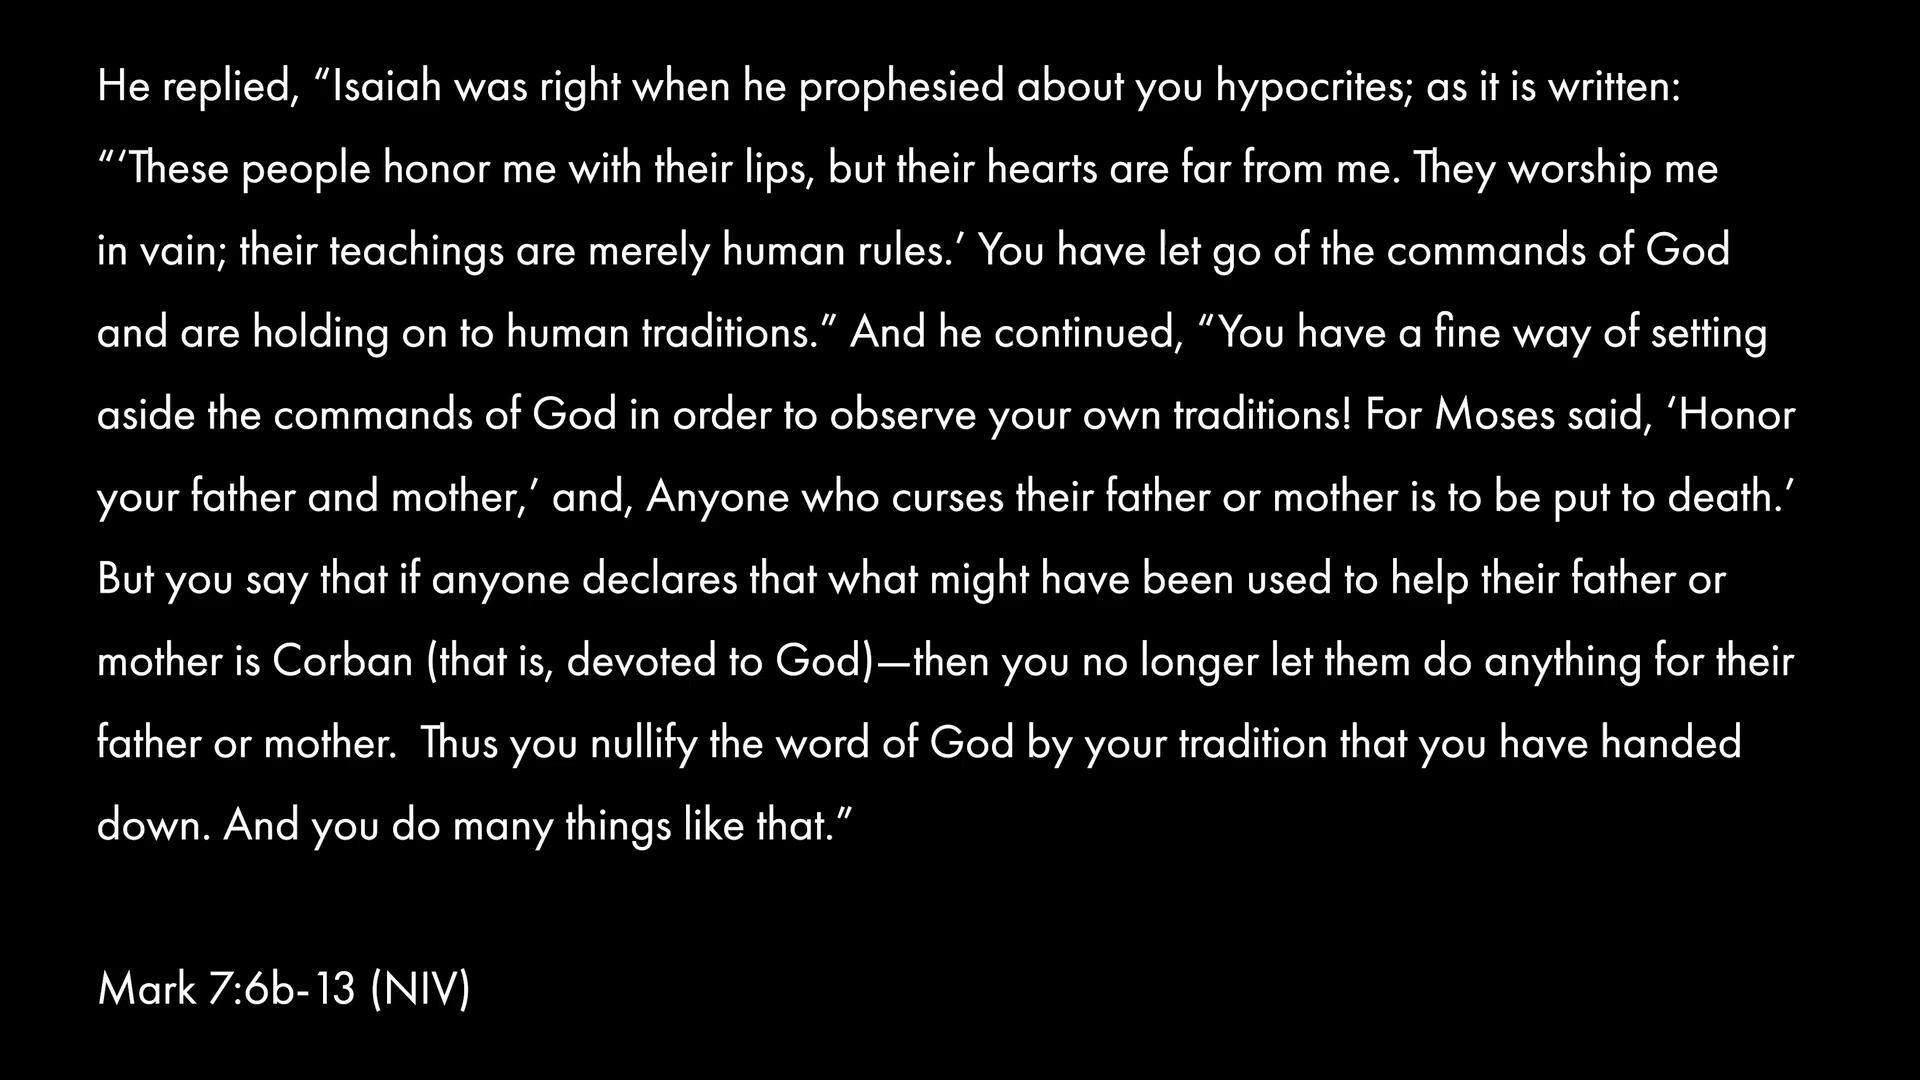 He replied, “Isaiah was right when he prophesied about you hypocrites; as it is written:
“‘These people honor me with their lips, but their hearts are far from me. They worship me
in vain; their teachings are merely human rules.’ You have let go of the commands of God
and are holding on to human traditions.” And he continued, “You have a fine way of setting
aside the commands of God in order to observe your own traditions! For Moses said, ‘Honor
your father and mother,’ and, Anyone who curses their father or mother is to be put to death.’
But you say that if anyone declares that what might have been used to help their father or
mother is Corban (that is, devoted to God)—then you no longer let them do anything for their
father or mother.  Thus you nullify the word of God by your tradition that you have handed
down. And you do many things like that.”
Mark 7:6b-13 (NIV)